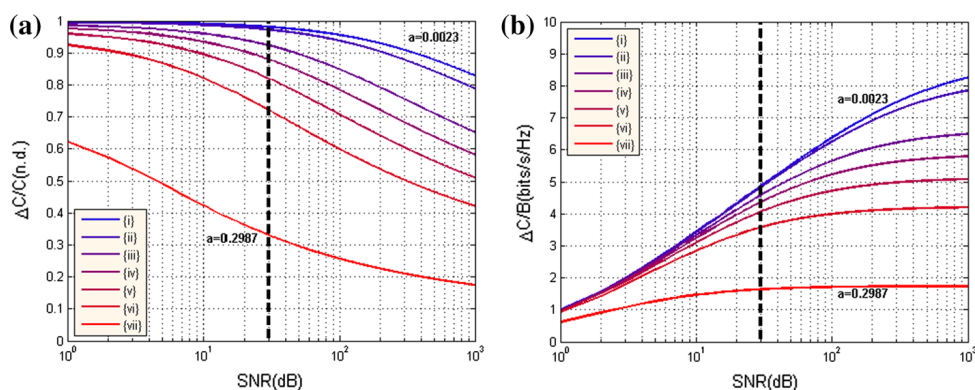 (a)
ΔC/C(n.d.)
1
0.9
0.8
0.7
0.6
0.5
0.4
0.3
0.2
0.1
0
10^0
10^1
10^2
10^3
SNR(dB)
a=0.0023
a=0.2987
{i}
{ii}
{iii}
{iv}
{v}
{vi}
{vii}
(b)
ΔC/B(bits/s/Hz)
10
9
8
7
6
5
4
3
2
1
0
10^0
10^1
10^2
10^3
SNR(dB)
{i}
{ii}
{iii}
{iv}
{v}
{vi}
{vii}
a=0.0023
a=0.2987